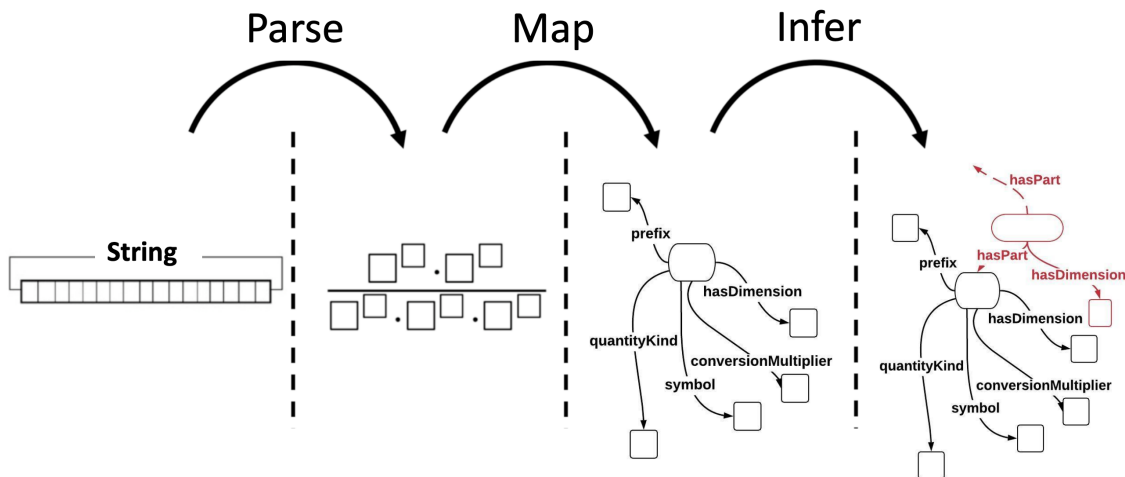 Parse
Map
Infer
String
prefix
hasDimension
quantityKind
conversionMultiplier
symbol
hasPart
hasPart
hasDimension
prefix
hasDimension
quantityKind
conversionMultiplier
symbol